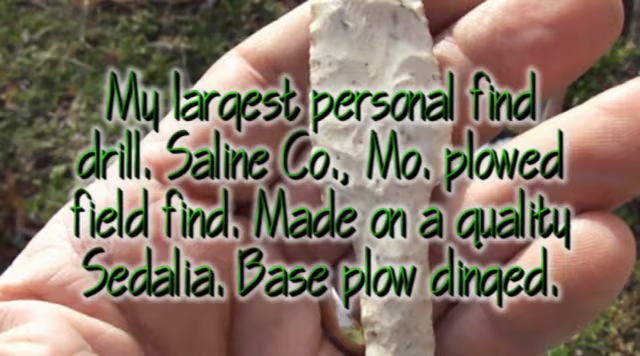 My largest personal find
drill. Saline Co., Mo. plowed
field find. Made on a quality
Sedalia. Base plow dinged.